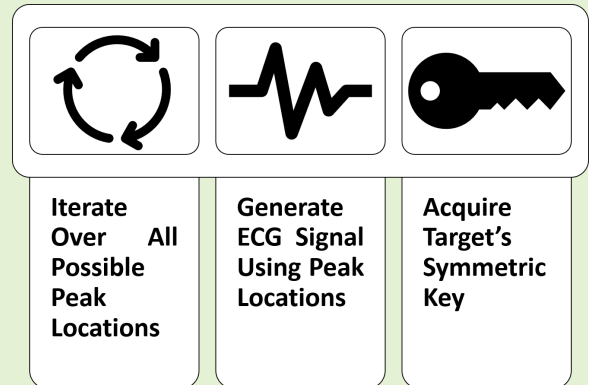 Iterate
Over All
Possible
Peak
Locations
Generate
ECG Signal
Using Peak
Locations
Acquire
Target's
Symmetric
Key